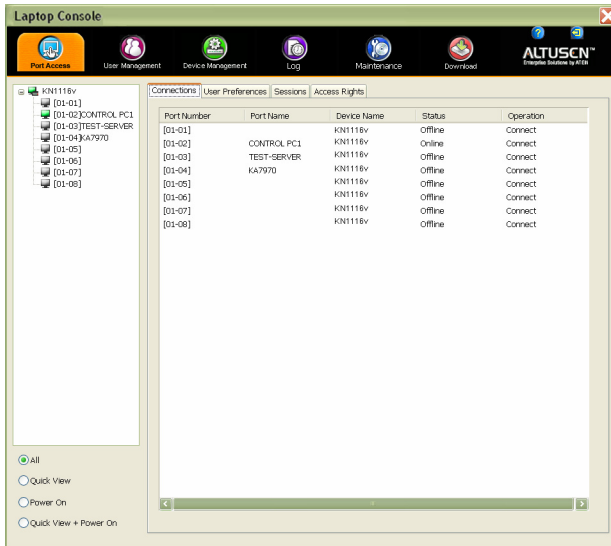 Laptop Console
Port Access User Management Device Management Log Maintenance Download
ALTUSCN™
Enterprise Solutions by ATEN
KN1116v
[01-01]
[01-02]CONTROL PC1
[01-03]TEST-SERVER
[01-04]KA7970
[01-05]
[01-06]
[01-07]
[01-08]
All
Quick View
Power On
Quick View + Power On
Connections User Preferences Sessions Access Rights
Port Number Port Name Device Name Status Operation
[01-01] KN1116v Offline Connect
[01-02] CONTROL PC1 KN1116v Online Connect
[01-03] TEST-SERVER KN1116v Offline Connect
[01-04] KA7970 KN1116v Offline Connect
[01-05] KN1116v Offline Connect
[01-06] KN1116v Offline Connect
[01-07] KN1116v Offline Connect
[01-08] KN1116v Offline Connect